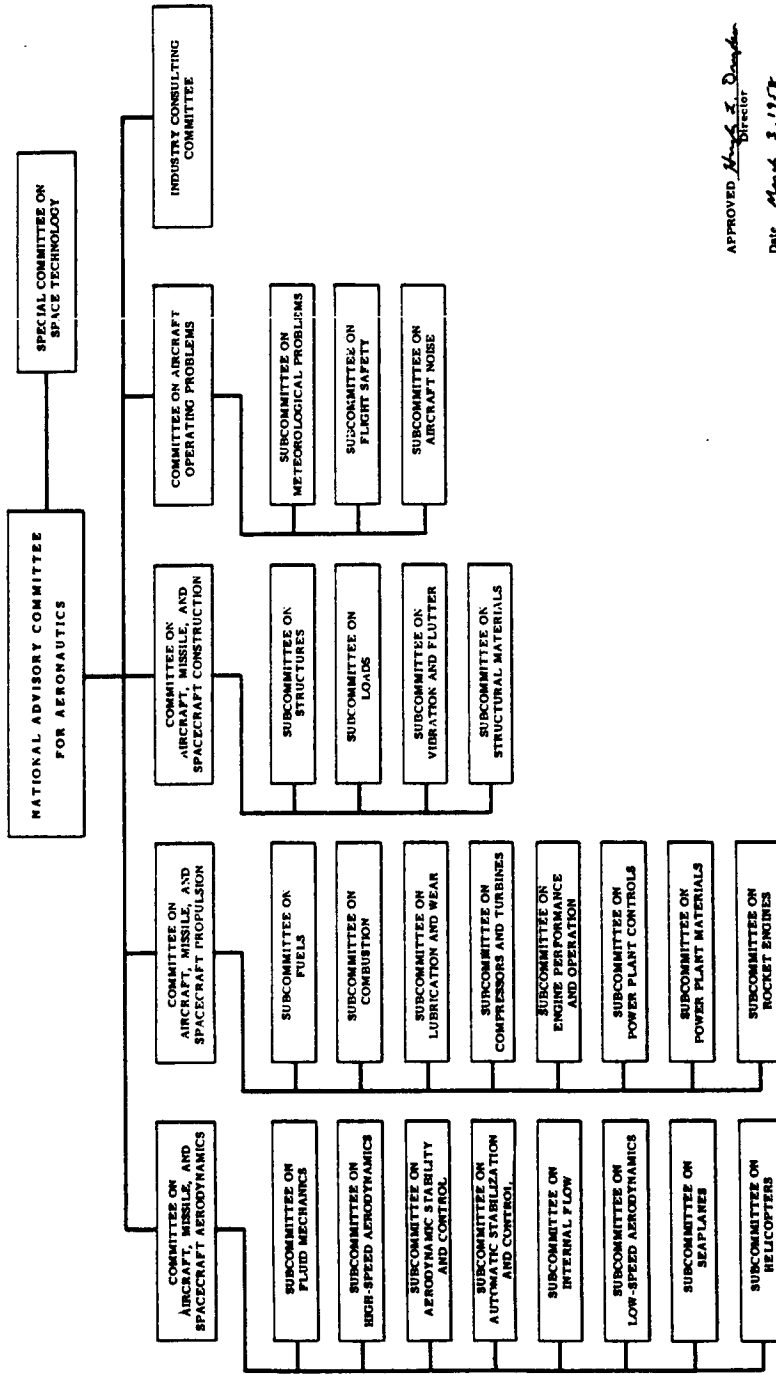 NATIONAL ADVISORY COMMITTEE
FOR AERONAUTICS
SPECIAL COMMITTEE ON
SPACE TECHNOLOGY
COMMITTEE ON
AIRCRAFT, MISSILE, AND
SPACECRAFT AERODYNAMICS
SUBCOMMITTEE ON
FLUID MECHANICS
SUBCOMMITTEE ON
HIGH-SPEED AERODYNAMICS
SUBCOMMITTEE ON
AERODYNAMIC STABILITY
AND CONTROL
SUBCOMMITTEE ON
AUTOMATIC STABILIZATION
AND CONTROL
SUBCOMMITTEE ON
INTERNAL FLOW
SUBCOMMITTEE ON
LOW-SPEED AERODYNAMICS
SUBCOMMITTEE ON
SEAPLANES
SUBCOMMITTEE ON
HELICOPTERS
COMMITTEE ON
AIRCRAFT, MISSILE, AND
SPACECRAFT PROPULSION
SUBCOMMITTEE ON
FUELS
SUBCOMMITTEE ON
COMBUSTION
SUBCOMMITTEE ON
LUBRICATION AND WEAR
SUBCOMMITTEE ON
COMPRESSORS AND TURBINES
SUBCOMMITTEE ON
ENGINE PERFORMANCE
AND OPERATION
SUBCOMMITTEE ON
POWER PLANT CONTROLS
SUBCOMMITTEE ON
POWER PLANT MATERIALS
SUBCOMMITTEE ON
ROCKET ENGINES
COMMITTEE ON
AIRCRAFT, MISSILE, AND
SPACECRAFT CONSTRUCTION
SUBCOMMITTEE ON
STRUCTURES
SUBCOMMITTEE ON
LOADS
SUBCOMMITTEE ON
VIBRATION AND FLUTTER
SUBCOMMITTEE ON
STRUCTURAL MATERIALS
COMMITTEE ON AIRCRAFT
OPERATING PROBLEMS
SUBCOMMITTEE ON
METEOROLOGICAL PROBLEMS
SUBCOMMITTEE ON
FLIGHT SAFETY
SUBCOMMITTEE ON
AIRCRAFT NOISE
INDUSTRY CONSULTING
COMMITTEE
APPROVED Hugh L. Dryden
Director
Date March 3, 1958